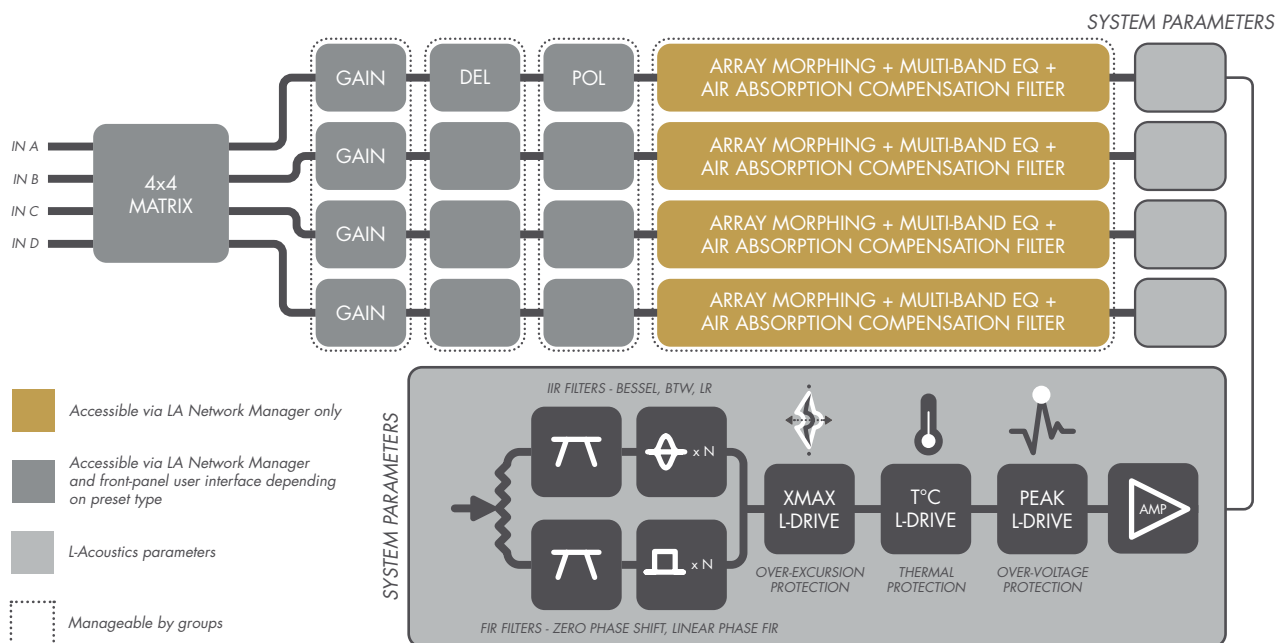 SYSTEM PARAMETERS
GAIN
DEL
POL
ARRAY MORPHING + MULTI-BAND EQ +
AIR ABSORPTION COMPENSATION FILTER
IN A
IN B
IN C
IN D
4x4
MATRIX
GAIN
ARRAY MORPHING + MULTI-BAND EQ +
AIR ABSORPTION COMPENSATION FILTER
GAIN
ARRAY MORPHING + MULTI-BAND EQ +
AIR ABSORPTION COMPENSATION FILTER
GAIN
ARRAY MORPHING + MULTI-BAND EQ +
AIR ABSORPTION COMPENSATION FILTER
Accessible via LA Network Manager only
Accessible via LA Network Manager
and front-panel user interface depending
on preset type
L-Acoustics parameters
Manageable by groups
SYSTEM PARAMETERS
IIR FILTERS - BESSEL, BTW, LR
x N
x N
FIR FILTERS - ZERO PHASE SHIFT, LINEAR PHASE FIR
XMAX
L-DRIVE
OVER-EXCURSION
PROTECTION
T°C
L-DRIVE
THERMAL
PROTECTION
PEAK
L-DRIVE
OVER-VOLTAGE
PROTECTION
AMP